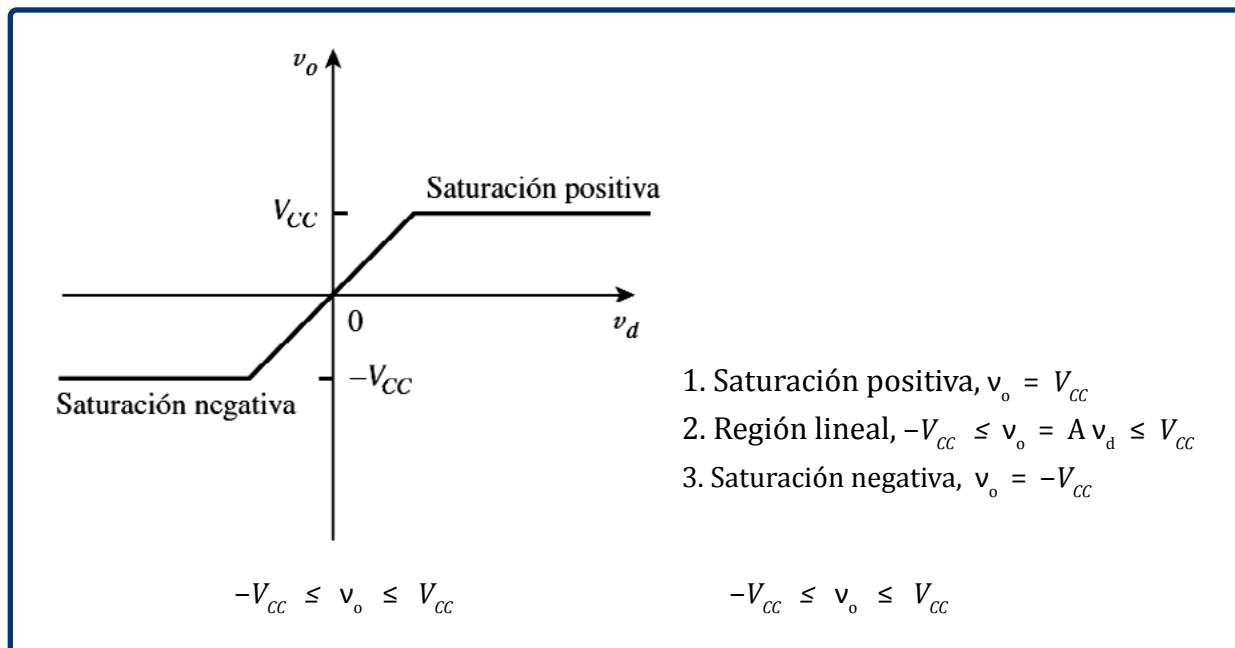 v_o
Saturación positiva
V_CC
0
v_d
−V_CC
Saturación negativa
1. Saturación positiva, v_o = V_CC
2. Región lineal, −V_CC ≤ v_o = A v_d ≤ V_CC
3. Saturación negativa, v_o = −V_CC
−V_CC ≤ v_o ≤ V_CC
−V_CC ≤ v_o ≤ V_CC